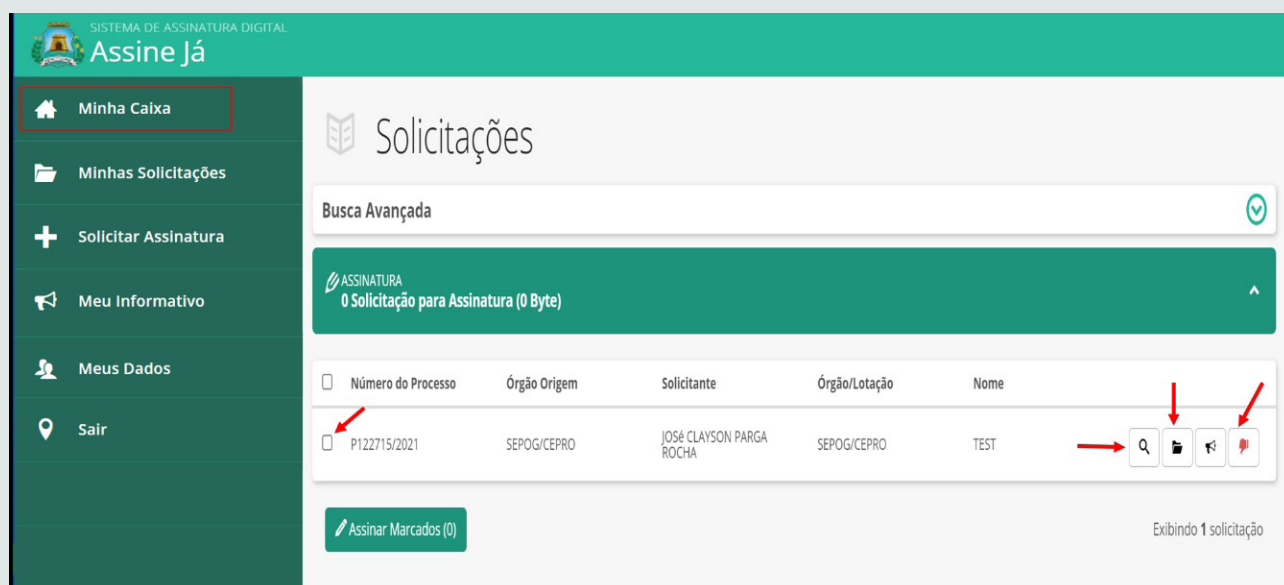 SISTEMA DE ASSINATURA DIGITAL
Assine Já
Minha Caixa
Minhas Solicitações
Solicitar Assinatura
Meu Informativo
Meus Dados
Sair
Solicitações
Busca Avançada
ASSINATURA
0 Solicitação para Assinatura (0 Byte)
Número do Processo Órgão Origem Solicitante Órgão/Lotação Nome
P122715/2021 SEPOG/CEPRO JOSé CLAYSON PARGA SEPOG/CEPRO TEST
ROCHA
Assinar Marcados (0)
Exibindo 1 solicitação